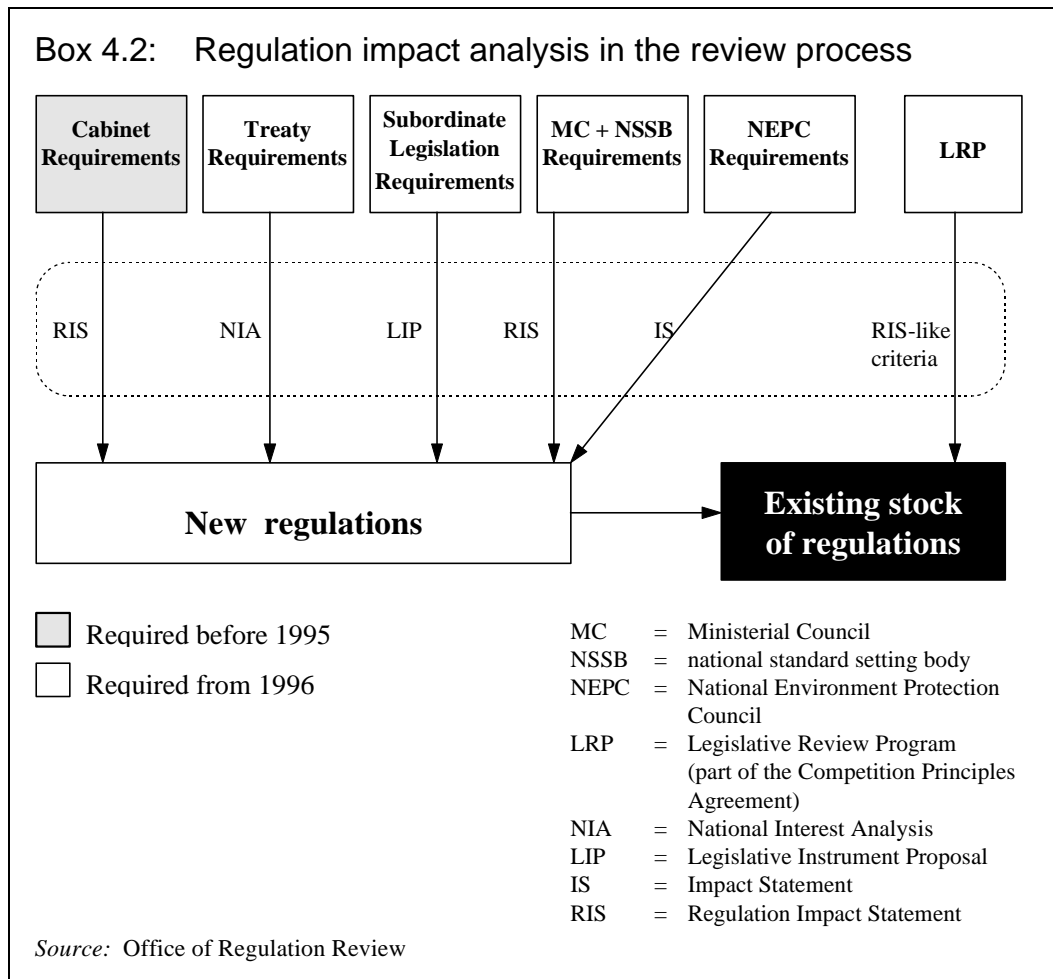 Box 4.2: Regulation impact analysis in the review process
Cabinet
Requirements
Treaty
Requirements
Subordinate
Legislation
Requirements
MC + NSSB
Requirements
NEPC
Requirements
LRP
RIS
NIA
LIP
RIS
IS
RIS-like
criteria
New regulations
Existing stock
of regulations
Required before 1995
Required from 1996
MC = Ministerial Council
NSSB = national standard setting body
NEPC = National Environment Protection
Council
LRP = Legislative Review Program
(part of the Competition Principles
Agreement)
NIA = National Interest Analysis
LIP = Legislative Instrument Proposal
IS = Impact Statement
RIS = Regulation Impact Statement
Source: Office of Regulation Review